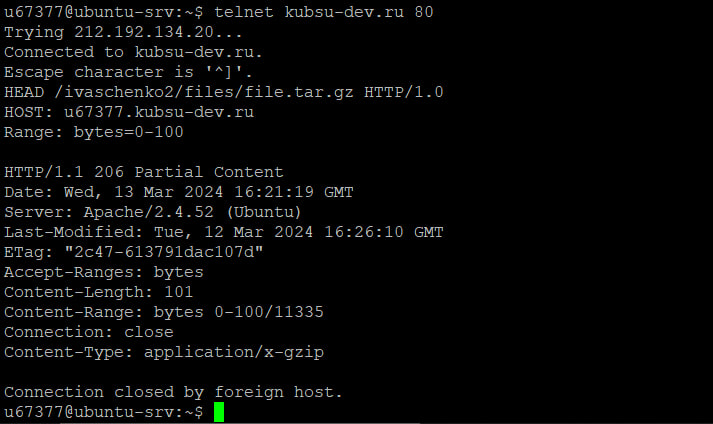 u67377@ubuntu-srv:~$ telnet kubsu-dev.ru 80
Trying 212.192.134.20...
Connected to kubsu-dev.ru.
Escape character is '^]'.
HEAD /ivaschenko2/files/file.tar.gz HTTP/1.0
HOST: u67377.kubsu-dev.ru
Range: bytes=0-100

HTTP/1.1 206 Partial Content
Date: Wed, 13 Mar 2024 16:21:19 GMT
Server: Apache/2.4.52 (Ubuntu)
Last-Modified: Tue, 12 Mar 2024 16:26:10 GMT
ETag: "2c47-613791dac107d"
Accept-Ranges: bytes
Content-Length: 101
Content-Range: bytes 0-100/11335
Connection: close
Content-Type: application/x-gzip

Connection closed by foreign host.
u67377@ubuntu-srv:~$